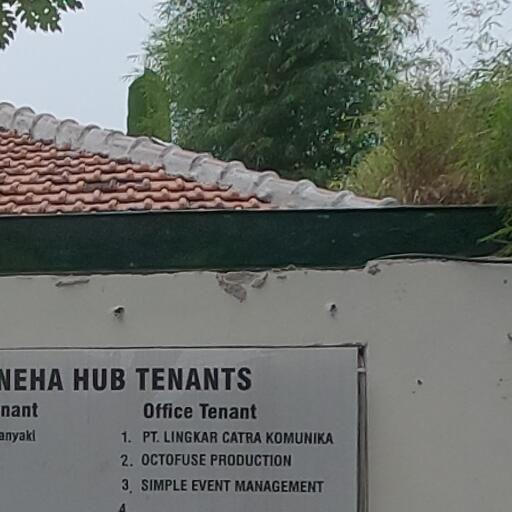 NEHA HUB TENANTS
nant Office Tenant
anyaki 1. PT. LINGKAR CATRA KOMUNIKA
2. OCTOFUSE PRODUCTION
3. SIMPLE EVENT MANAGEMENT
4